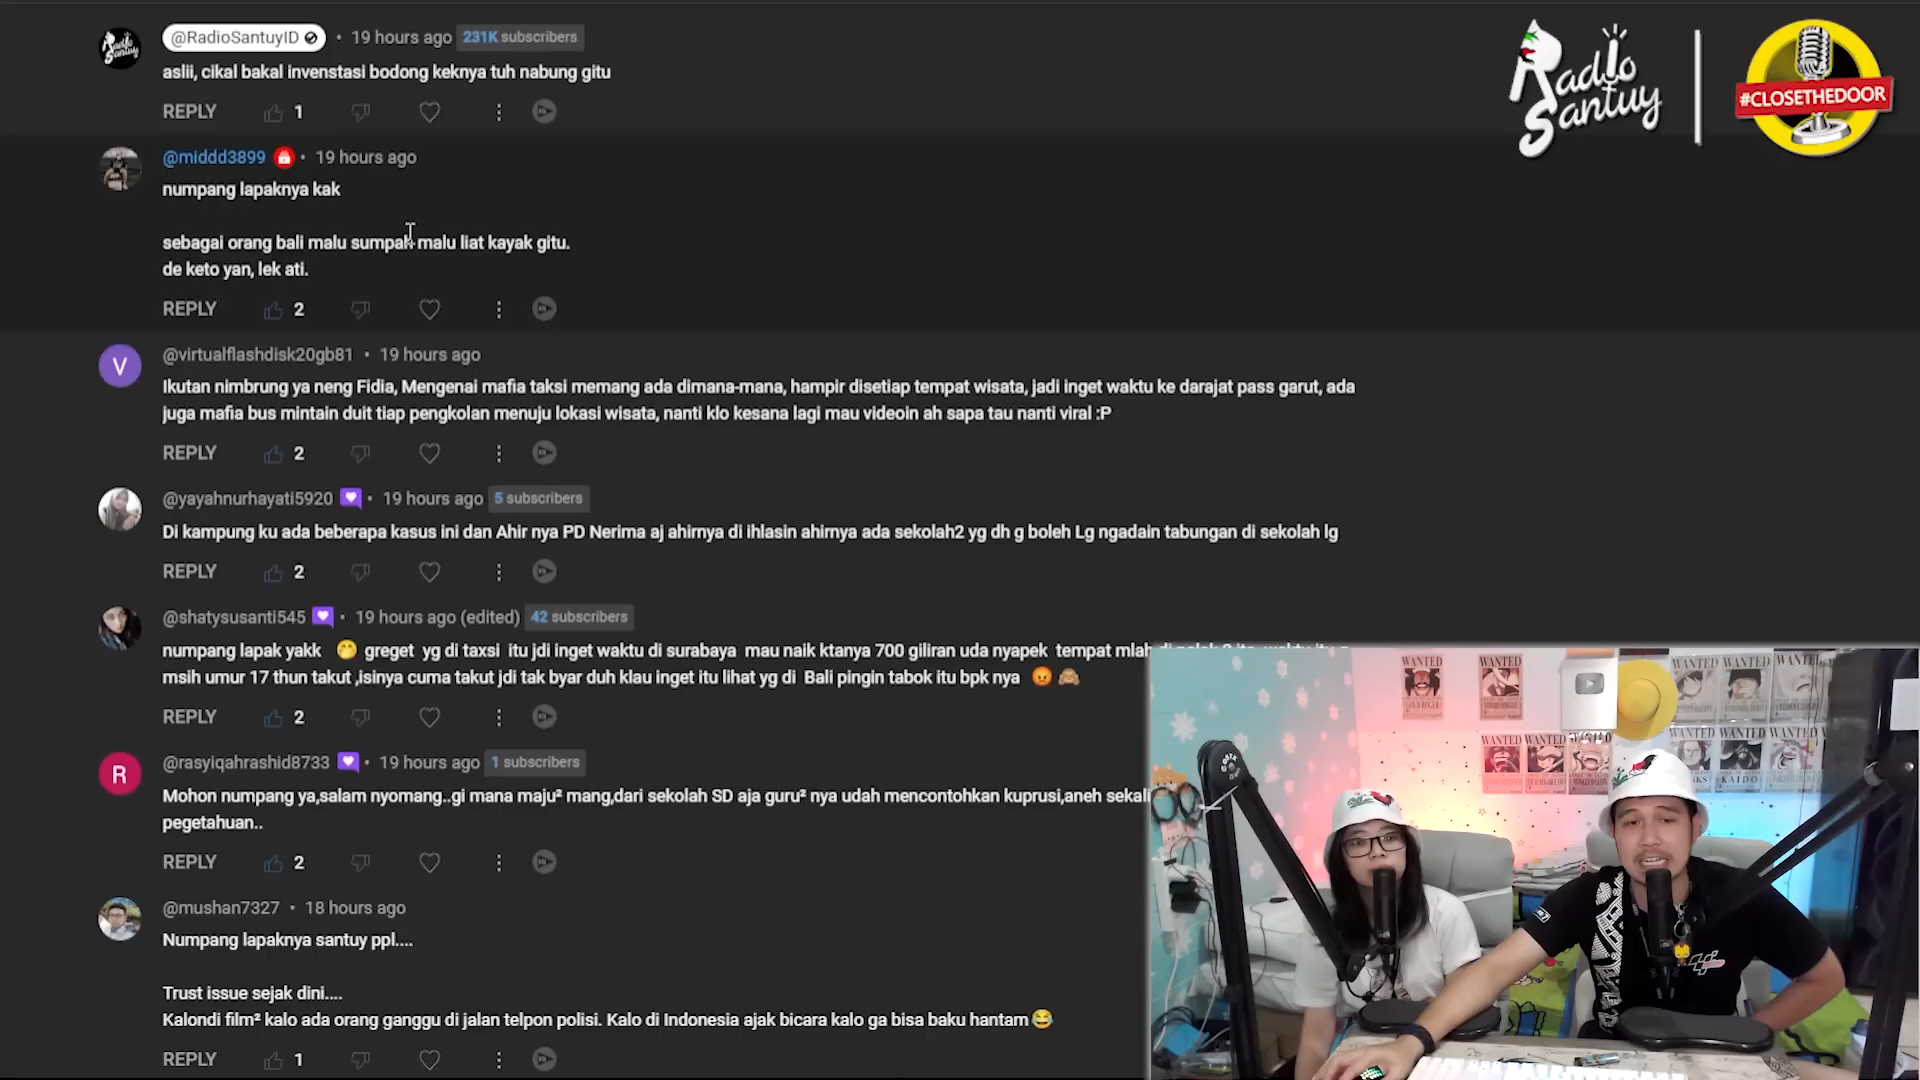 @RadioSantuyID • 19 hours ago 231K subscribers
aslii, cikal bakal invenstasi bodong keknya tuh nabung gitu
REPLY 1
@middd3899 • 19 hours ago
numpang lapaknya kak
sebagai orang bali malu sumpah malu liat kayak gitu.
de keto yan, lek ati.
REPLY 2
V @virtualflashdisk20gb81 • 19 hours ago
Ikutan nimbrung ya neng Fidia, Mengenai mafia taksi memang ada dimana-mana, hampir disetiap tempat wisata, jadi inget waktu ke darajat pass garut, ada
juga mafia bus mintain duit tiap pengkolan menuju lokasi wisata, nanti klo kesana lagi mau videoin ah sapa tau nanti viral :P
REPLY 2
@yayahnurhayati5920 • 19 hours ago 5 subscribers
Di kampung ku ada beberapa kasus ini dan Ahir nya PD Nerima aj ahirnya di ihlasin ahirnya ada sekolah2 yg dh g boleh Lg ngadain tabungan di sekolah lg
REPLY 2
@shatysusanti545 • 19 hours ago (edited) 42 subscribers
numpang lapak yakk 🤭 greget yg di taxsi itu jdi inget waktu di surabaya mau naik ktanya 700 giliran uda nyapek tempat mlah
msih umur 17 thun takut ,isinya cuma takut jdi tak byar duh klau inget itu lihat yg di Bali pingin tabok itu bpk nya 😡 🙈
REPLY 2
R @rasyiqahrashid8733 • 19 hours ago 1 subscribers
Mohon numpang ya,salam nyomang..gi mana maju² mang,dari sekolah SD aja guru² nya udah mencontohkan kuprusi,aneh sekali
pegetahuan..
REPLY 2
@mushan7327 • 18 hours ago
Numpang lapaknya santuy ppl....
Trust issue sejak dini....
Kalondi film² kalo ada orang ganggu di jalan telpon polisi. Kalo di Indonesia ajak bicara kalo ga bisa baku hantam😂
REPLY 1
Radio
Santuy
#CLOSETHEDOOR
WANTED WANTED
GOLD ROGER
WANTED WANTED WANTED
KAIDO